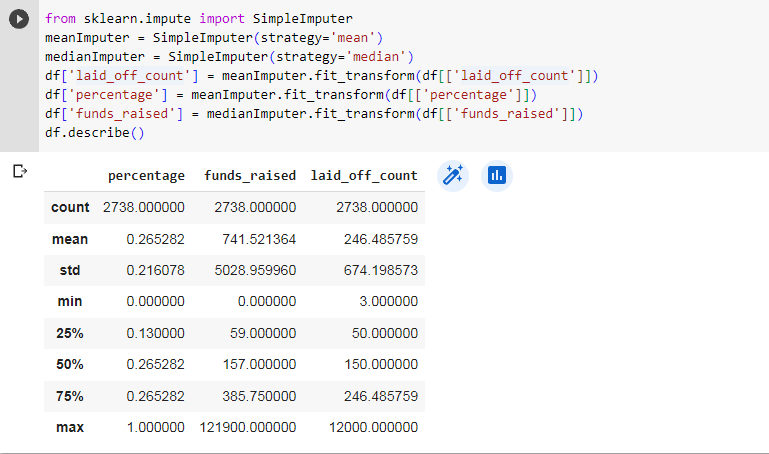 from sklearn.impute import SimpleImputer
meanImputer = SimpleImputer(strategy='mean')
medianImputer = SimpleImputer(strategy='median')
df['laid_off_count'] = meanImputer.fit_transform(df[['laid_off_count']])
df['percentage'] = meanImputer.fit_transform(df[['percentage']])
df['funds_raised'] = medianImputer.fit_transform(df[['funds_raised']])
df.describe()
percentage funds_raised laid_off_count
count 2738.000000 2738.000000 2738.000000
mean 0.265282 741.521364 246.485759
std 0.216078 5028.959960 674.198573
min 0.000000 0.000000 3.000000
25% 0.130000 59.000000 50.000000
50% 0.265282 157.000000 150.000000
75% 0.265282 385.750000 246.485759
max 1.000000 121900.000000 12000.000000